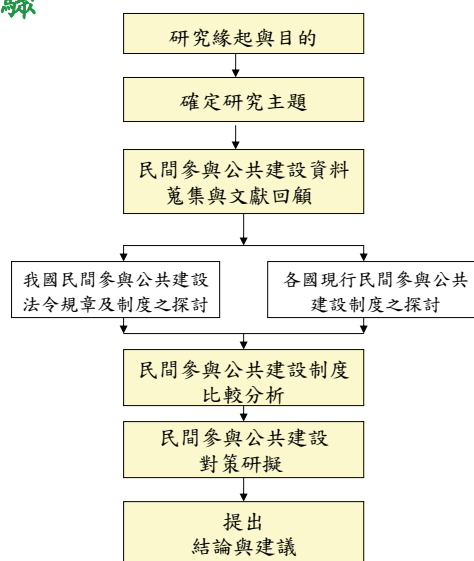 驟
研究緣起與目的
確定研究主題
民間參與公共建設資料
蒐集與文獻回顧
我國民間參與公共建設
法令規章及制度之探討
各國現行民間參與公共
建設制度之探討
民間參與公共建設制度
比較分析
民間參與公共建設
對策研擬
提出
結論與建議